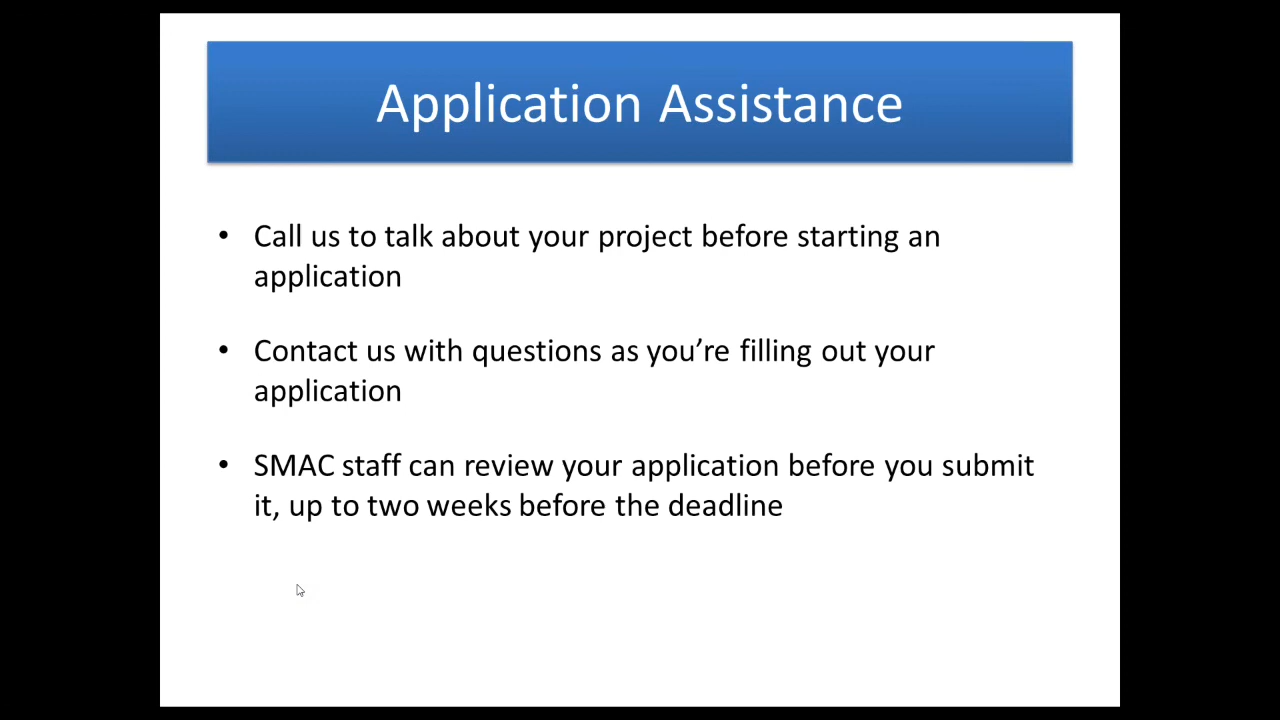 Application Assistance
• Call us to talk about your project before starting an
application
• Contact us with questions as you’re filling out your
application
• SMAC staff can review your application before you submit
it, up to two weeks before the deadline